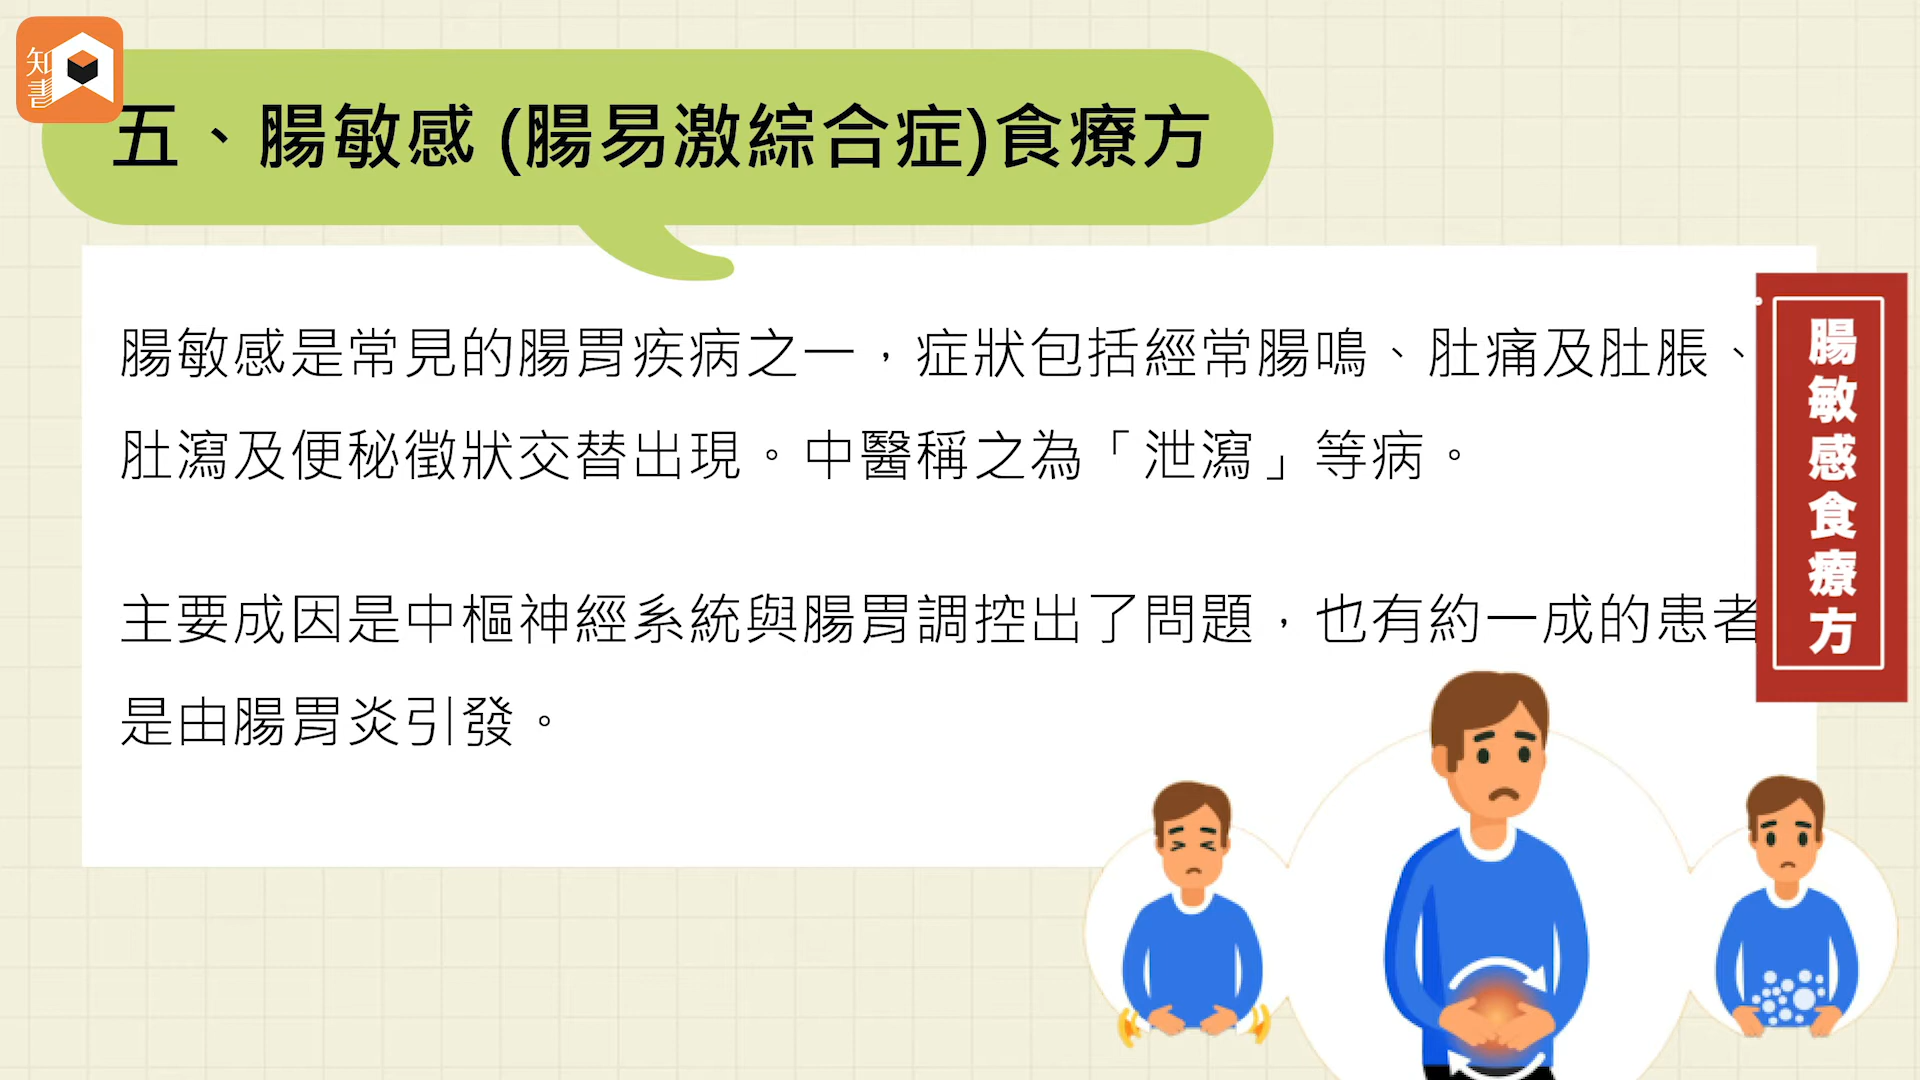 知書
五、腸敏感 (腸易激綜合症)食療方
腸敏感是常見的腸胃疾病之一，症狀包括經常腸鳴、肚痛及肚脹、
肚瀉及便秘徵狀交替出現。中醫稱之為「泄瀉」等病。
主要成因是中樞神經系統與腸胃調控出了問題，也有約一成的患者
是由腸胃炎引發。
腸敏感食療方